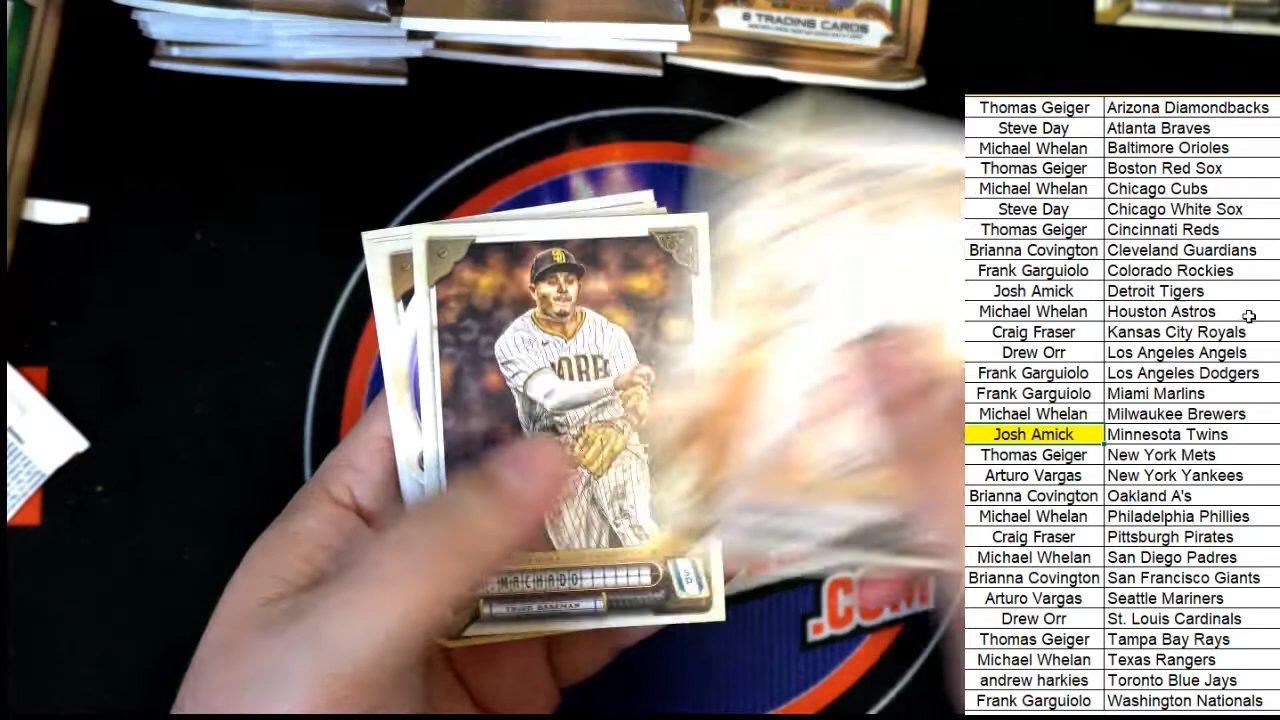 8 TRADING CARDS
Thomas Geiger Arizona Diamondbacks
Steve Day Atlanta Braves
Michael Whelan Baltimore Orioles
Thomas Geiger Boston Red Sox
Michael Whelan Chicago Cubs
Steve Day Chicago White Sox
Thomas Geiger Cincinnati Reds
Brianna Covington Cleveland Guardians
Frank Garguiolo Colorado Rockies
Josh Amick Detroit Tigers
Michael Whelan Houston Astros
Craig Fraser Kansas City Royals
Drew Orr Los Angeles Angels
Frank Garguiolo Los Angeles Dodgers
Frank Garguiolo Miami Marlins
Michael Whelan Milwaukee Brewers
Josh Amick Minnesota Twins
Thomas Geiger New York Mets
Arturo Vargas New York Yankees
Brianna Covington Oakland A's
Michael Whelan Philadelphia Phillies
Craig Fraser Pittsburgh Pirates
Michael Whelan San Diego Padres
Brianna Covington San Francisco Giants
Arturo Vargas Seattle Mariners
Drew Orr St. Louis Cardinals
Thomas Geiger Tampa Bay Rays
Michael Whelan Texas Rangers
andrew harkies Toronto Blue Jays
Frank Garguiolo Washington Nationals
SD
MACHADO
THIRD BASEMAN
.COM